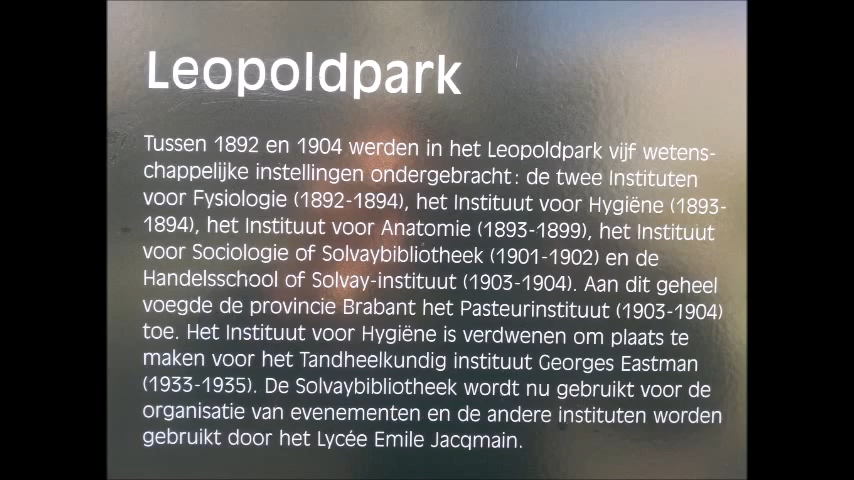 Leopoldpark
Tussen 1892 en 1904 werden in het Leopoldpark vijf wetens-
chappelijke instellingen ondergebracht: de twee Instituten
voor Fysiologie (1892-1894), het Instituut voor Hygiëne (1893-
1894), het Instituut voor Anatomie (1893-1899), het Instituut
voor Sociologie of Solvaybibliotheek (1901-1902) en de
Handelsschool of Solvay-instituut (1903-1904). Aan dit geheel
voegde de provincie Brabant het Pasteurinstituut (1903-1904)
toe. Het Instituut voor Hygiëne is verdwenen om plaats te
maken voor het Tandheelkundig instituut Georges Eastman
(1933-1935). De Solvaybibliotheek wordt nu gebruikt voor de
organisatie van evenementen en de andere instituten worden
gebruikt door het Lycée Emile Jacqmain.